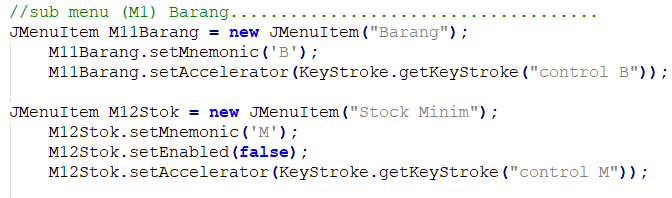 //sub menu (M1) Barang.....................................
JMenuItem M11Barang = new JMenuItem("Barang");
M11Barang.setMnemonic('B');
M11Barang.setAccelerator(KeyStroke.getKeyStroke("control B"));
JMenuItem M12Stok = new JMenuItem("Stock Minim");
M12Stok.setMnemonic('M');
M12Stok.setEnabled(false);
M12Stok.setAccelerator(KeyStroke.getKeyStroke("control M"));